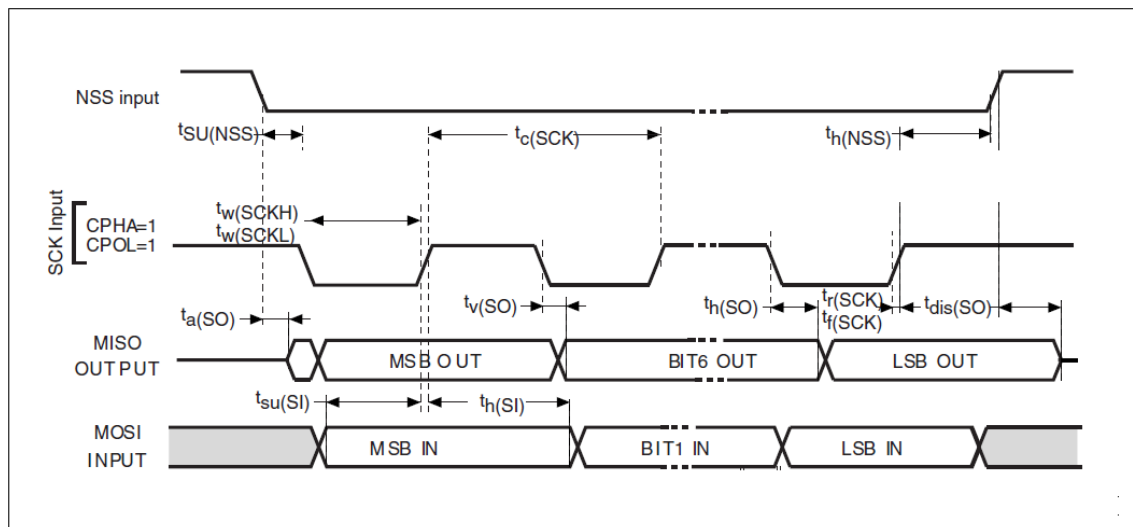 NSS input
tSU(NSS)
tc(SCK)
th(NSS)
SCK Input
CPHA=1
CPOL=1
tw(SCKH)
tw(SCKL)
ta(SO)
tv(SO)
th(SO)
tr(SCK)
tf(SCK)
tdis(SO)
MISO
OUTPUT
MSB OUT
BIT6 OUT
LSB OUT
tsu(SI)
th(SI)
MOSI
INPUT
MSB IN
BIT1 IN
LSB IN